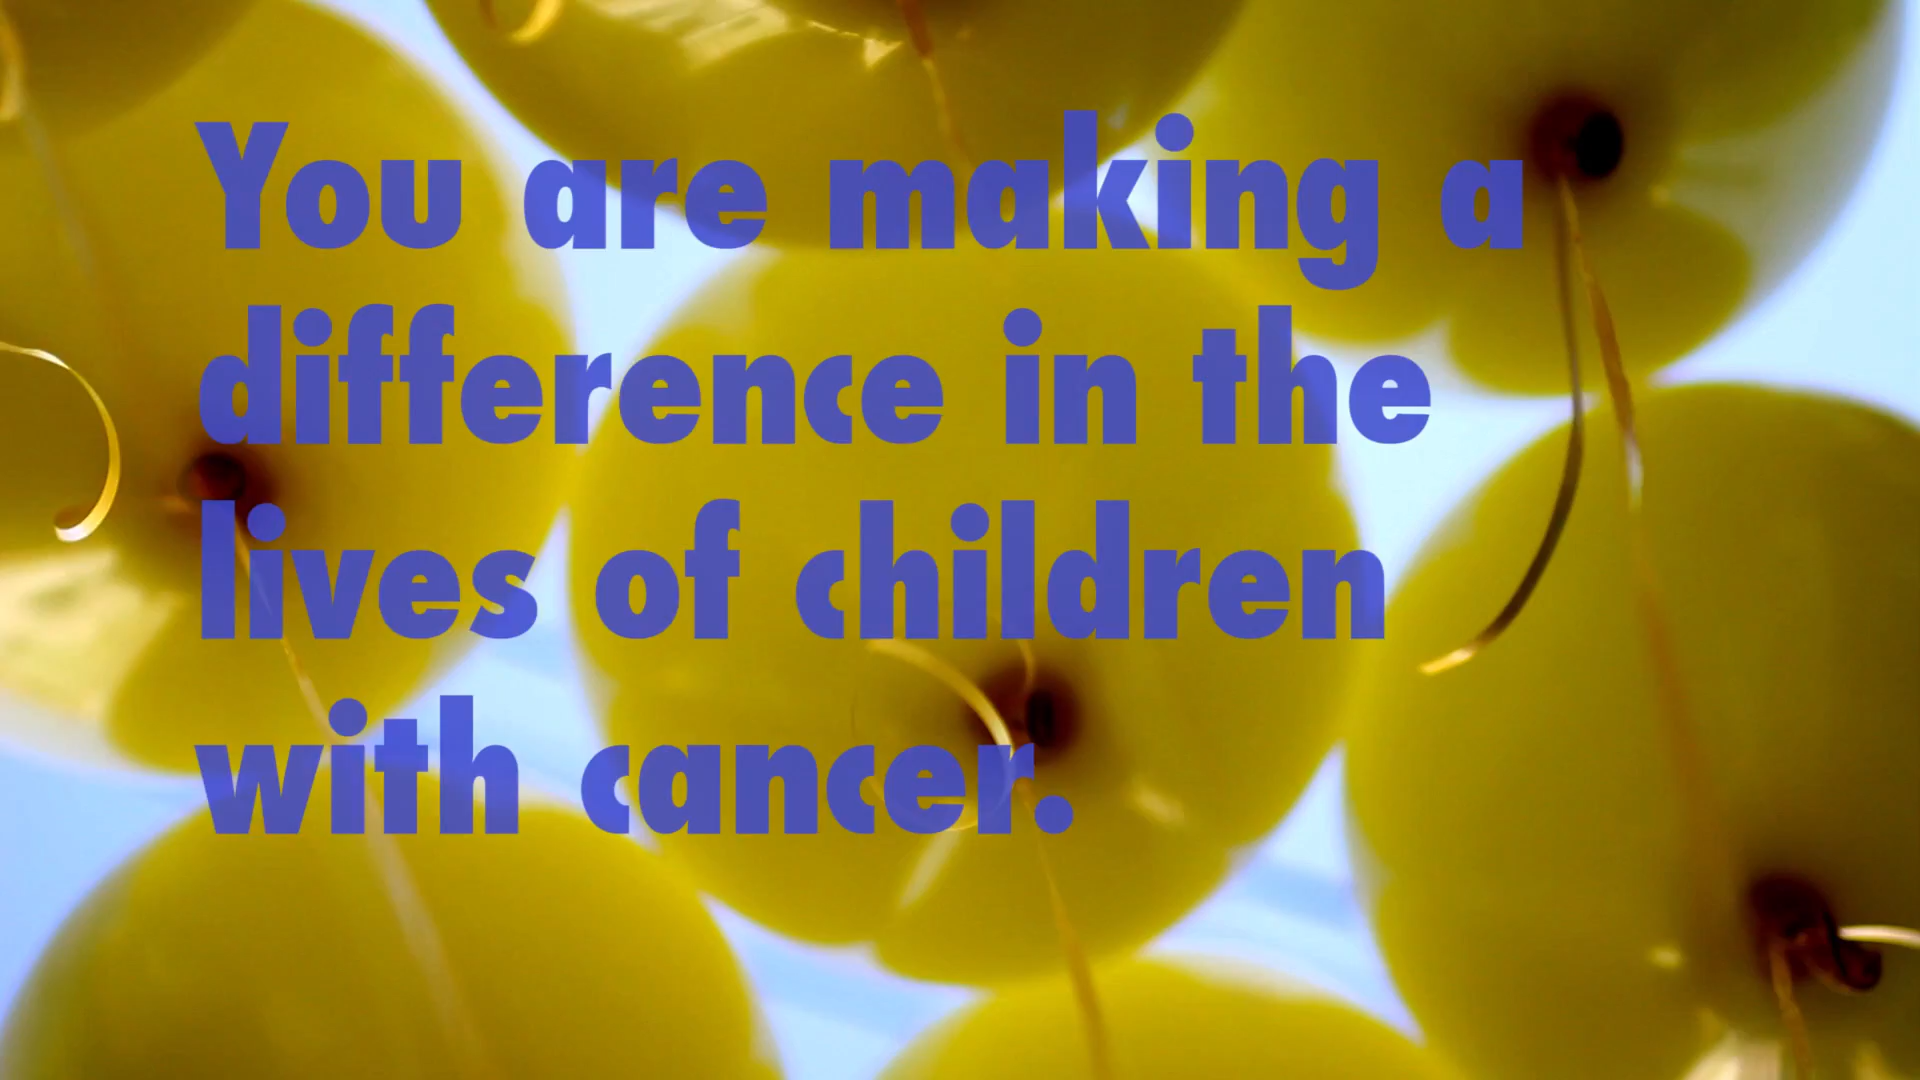 You are making a
difference in the
lives of children
with cancer.